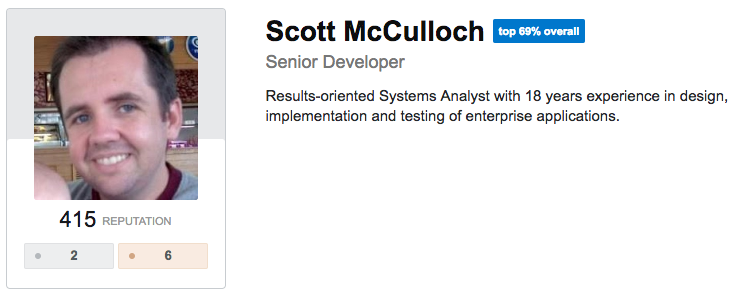 Scott McCulloch top 69% overall
Senior Developer
Results-oriented Systems Analyst with 18 years experience in design,
implementation and testing of enterprise applications.
415 REPUTATION
2 6